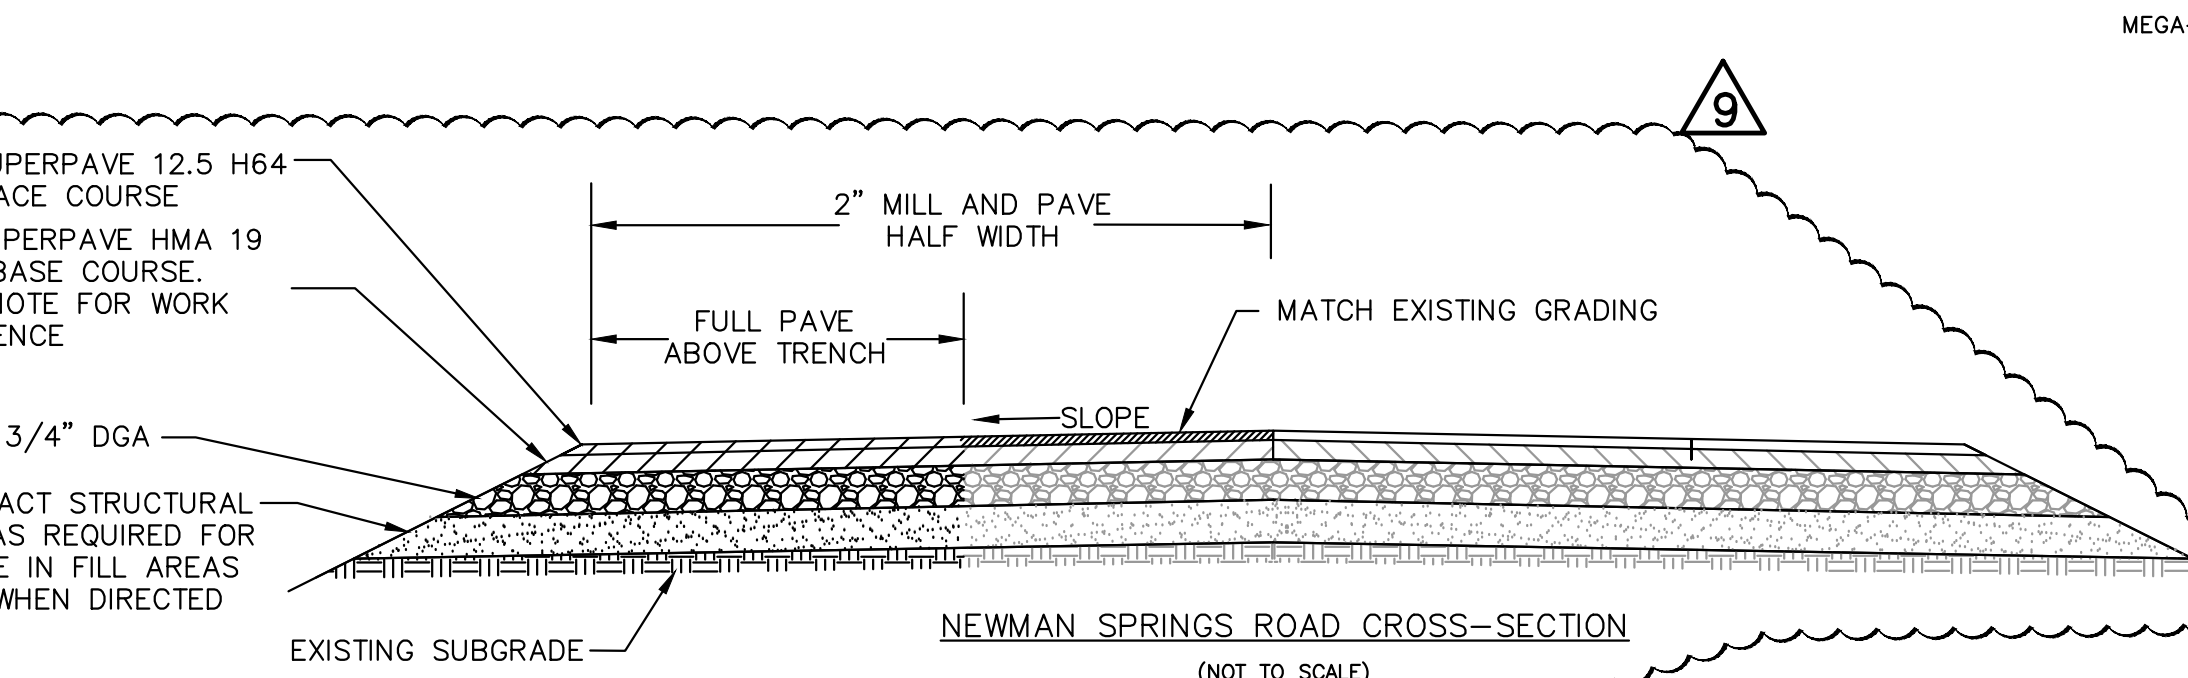 MEGA-
9
UPERPAVE 12.5 H64
ACE COURSE
PERPAVE HMA 19
BASE COURSE.
NOTE FOR WORK
ENCE
3/4” DGA
ACT STRUCTURAL
AS REQUIRED FOR
E IN FILL AREAS
WHEN DIRECTED
EXISTING SUBGRADE
2” MILL AND PAVE
HALF WIDTH
FULL PAVE
ABOVE TRENCH
SLOPE
MATCH EXISTING GRADING
NEWMAN SPRINGS ROAD CROSS-SECTION
(NOT TO SCALE)